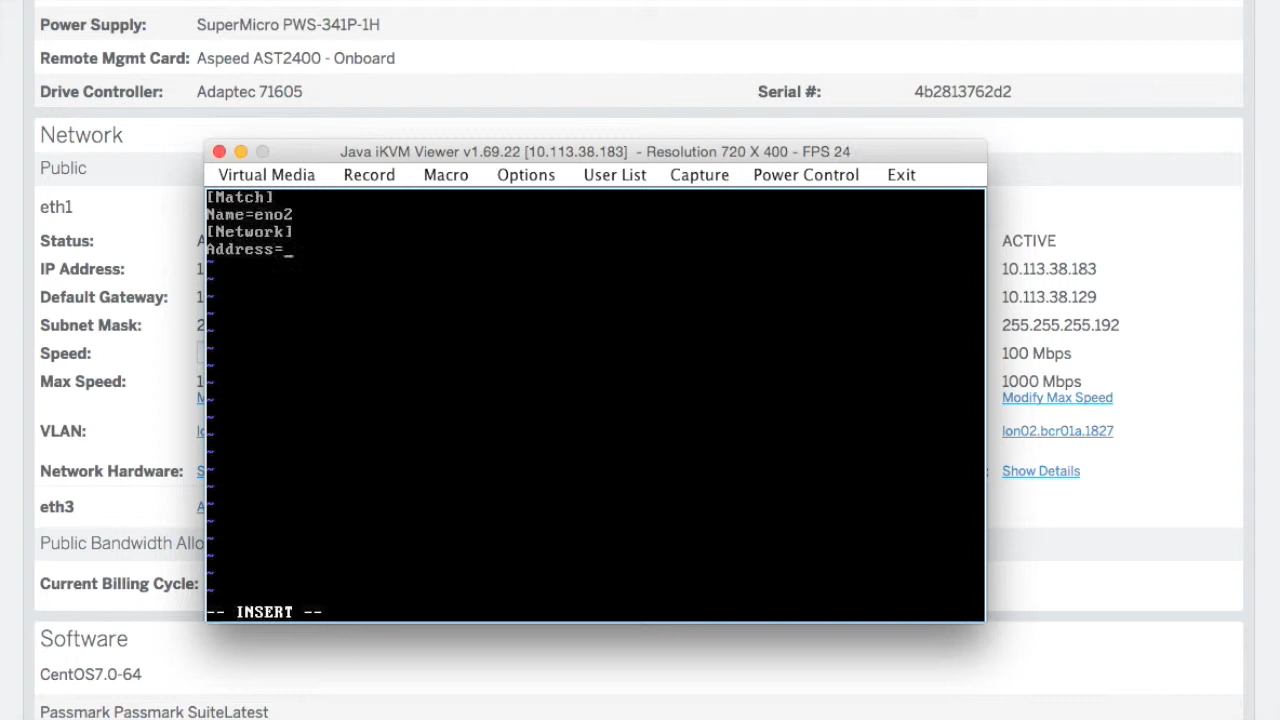 Power Supply: SuperMicro PWS-341P-1H
Remote Mgmt Card: Aspeed AST2400 - Onboard
Drive Controller: Adaptec 71605 Serial #: 4b2813762d2
Network
Java iKVM Viewer v1.69.22 [10.113.38.183] - Resolution 720 X 400 - FPS 24
Public
Virtual Media Record Macro Options User List Capture Power Control Exit
[Match]
eth1
Name=eno2
[Network]
Status: ACTIVE
Address=_
IP Address: 10.113.38.183
Default Gateway: 10.113.38.129
Subnet Mask: 255.255.255.192
Speed: 100 Mbps
Max Speed: 1000 Mbps
Modify Max Speed
VLAN: lon02.bcr01a.1827
Network Hardware: Show Details
eth3
Public Bandwidth
Current Billing Cycle:
-- INSERT --
Software
CentOS7.0-64
Passmark Passmark SuiteLatest